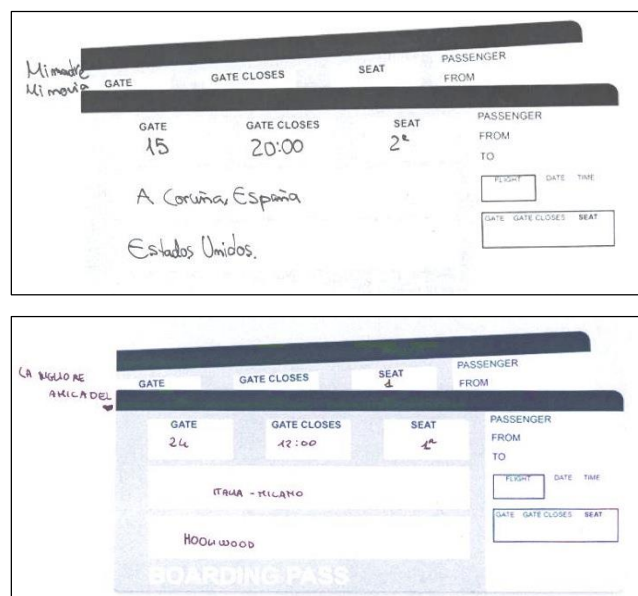 PASSENGER
Mi madre GATE GATE CLOSES SEAT FROM
Mi novia
GATE GATE CLOSES SEAT PASSENGER
15 20:00 2ª FROM
TO
A Coruña, España FLIGHT DATE TIME
GATE GATE CLOSES SEAT
Estados Unidos.
PASSENGER
LA MIGLIORE GATE GATE CLOSES SEAT FROM
1
AMICA DEL
GATE GATE CLOSES SEAT PASSENGER
24 12:00 1ª FROM
TO
FLIGHT DATE TIME
ITALIA - MILANO
GATE GATE CLOSES SEAT
HOLLYWOOD
BOARDING PASS